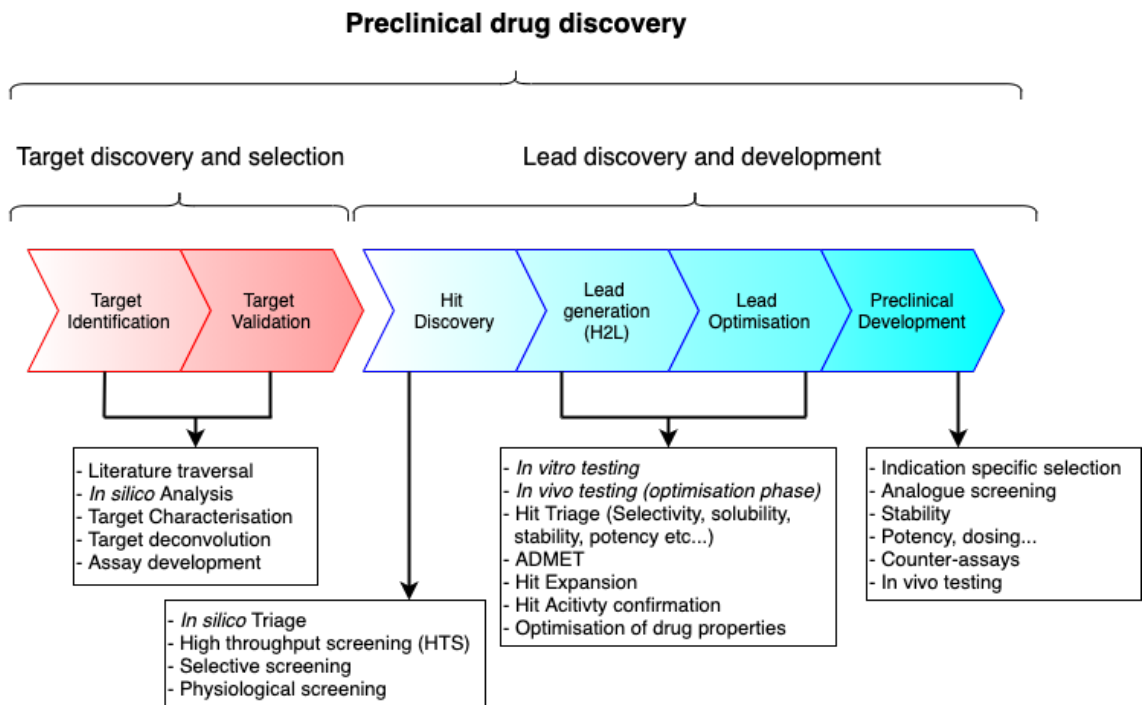 Preclinical drug discovery
Target discovery and selection
Lead discovery and development
Target
Identification
Target
Validation
Hit
Discovery
Lead
generation
(H2L)
Lead
Optimisation
Preclinical
Development
- Literature traversal
- In silico Analysis
- Target Characterisation
- Target deconvolution
- Assay development
- In silico Triage
- High throughput screening (HTS)
- Selective screening
- Physiological screening
- In vitro testing
- In vivo testing (optimisation phase)
- Hit Triage (Selectivity, solubility,
stability, potency etc...)
- ADMET
- Hit Expansion
- Hit Acitivty confirmation
- Optimisation of drug properties
- Indication specific selection
- Analogue screening
- Stability
- Potency, dosing...
- Counter-assays
- In vivo testing